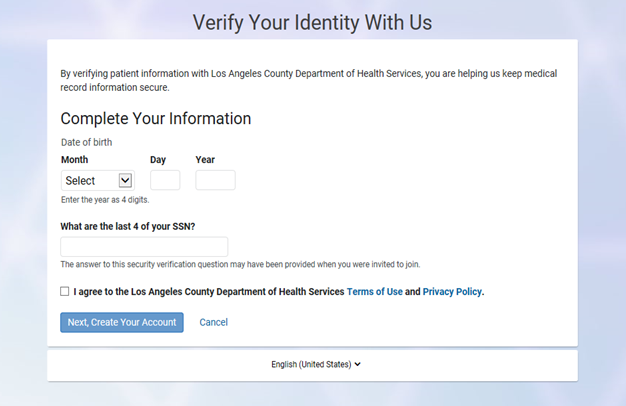 Verify Your Identity With Us
By verifying patient information with Los Angeles County Department of Health Services, you are helping us keep medical
record information secure.
Complete Your Information
Date of birth
Month Day Year
Select
Enter the year as 4 digits.
What are the last 4 of your SSN?
The answer to this security verification question may have been provided when you were invited to join.
I agree to the Los Angeles County Department of Health Services Terms of Use and Privacy Policy.
Next, Create Your Account Cancel
English (United States)